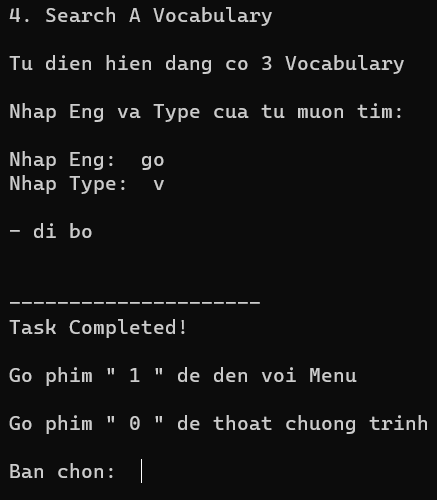 4. Search A Vocabulary
Tu dien hien dang co 3 Vocabulary
Nhap Eng va Type cua tu muon tim:
Nhap Eng:  go
Nhap Type:  v
- di bo
---------------------
Task Completed!
Go phim " 1 " de den voi Menu
Go phim " 0 " de thoat chuong trinh
Ban chon: